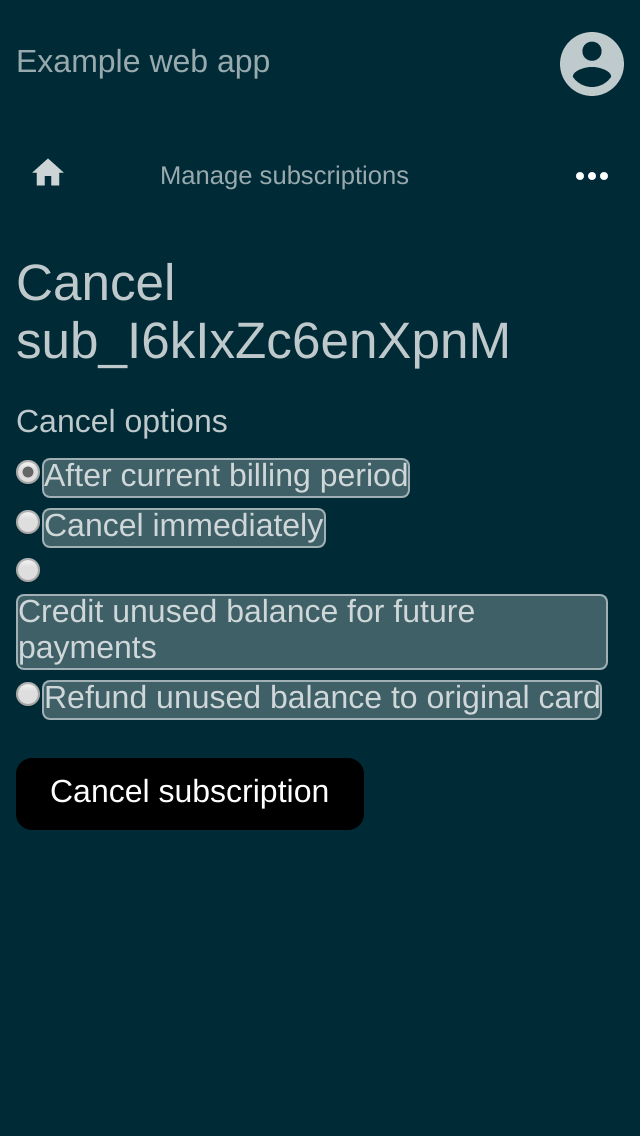 Example web app
Manage subscriptions
Cancel
sub_I6kIxZc6enXpnM
Cancel options
After current billing period
Cancel immediately
Credit unused balance for future
payments
Refund unused balance to original card
Cancel subscription